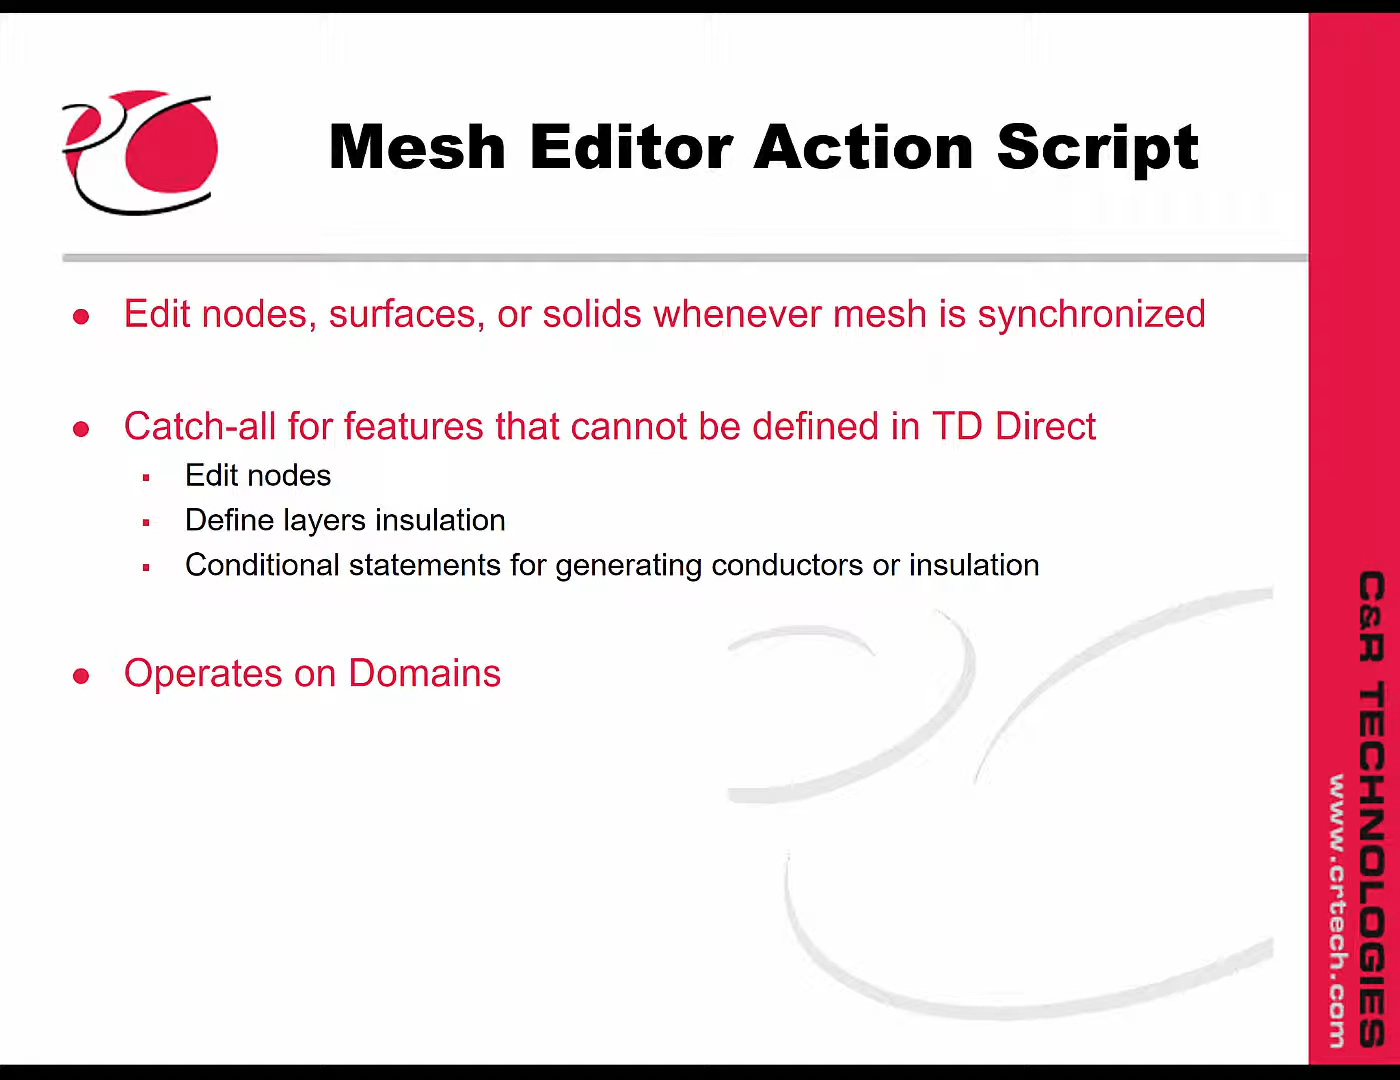 Mesh Editor Action Script
Edit nodes, surfaces, or solids whenever mesh is synchronized
Catch-all for features that cannot be defined in TD Direct
Edit nodes
Define layers insulation
Conditional statements for generating conductors or insulation
Operates on Domains
C&R TECHNOLOGIES
www.crtech.com